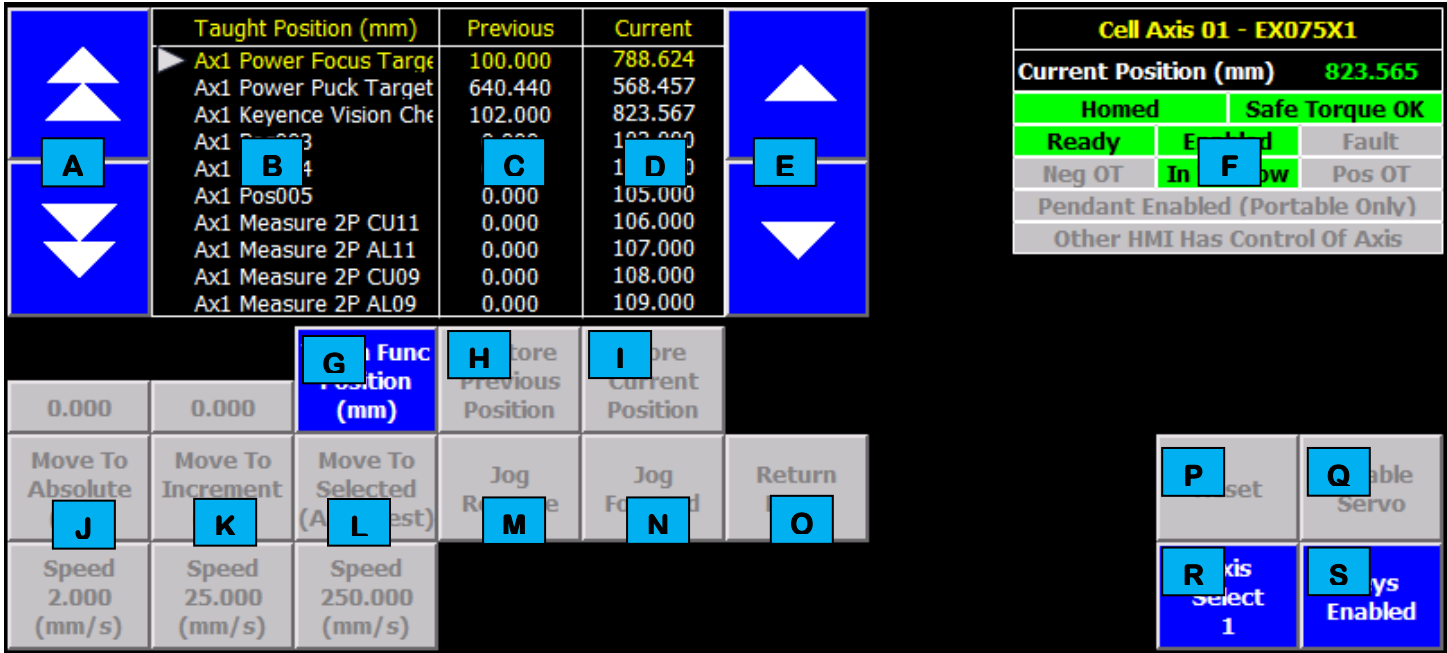 Taught Position (mm) Previous Current
Ax1 Power Focus Targe 100.000 788.624
Ax1 Power Puck Target 640.440 568.457
Ax1 Keyence Vision Che 102.000 823.567
Ax1 3
Ax1 4
Ax1 Pos005 0.000 105.000
Ax1 Measure 2P CU11 0.000 106.000
Ax1 Measure 2P AL11 0.000 107.000
Ax1 Measure 2P CU09 0.000 108.000
Ax1 Measure 2P AL09 0.000 109.000
A B C D E
Cell Axis 01 - EX075X1
Current Position (mm) 823.565
Homed Safe Torque OK
Ready Fault
F
Neg OT In Pos OT
Pendant Enabled (Portable Only)
Other HMI Has Control Of Axis
G Func
Position
(mm)
H
Previous
Position
I
Current
Position
0.000 0.000
Move To
Absolute
J
Move To
Increment
K
Move To
Selected
L
Jog
M
Jog
N
Return
O
P
Q
Servo
Speed
2.000
(mm/s)
Speed
25.000
(mm/s)
Speed
250.000
(mm/s)
R
Select
1
S
Enabled